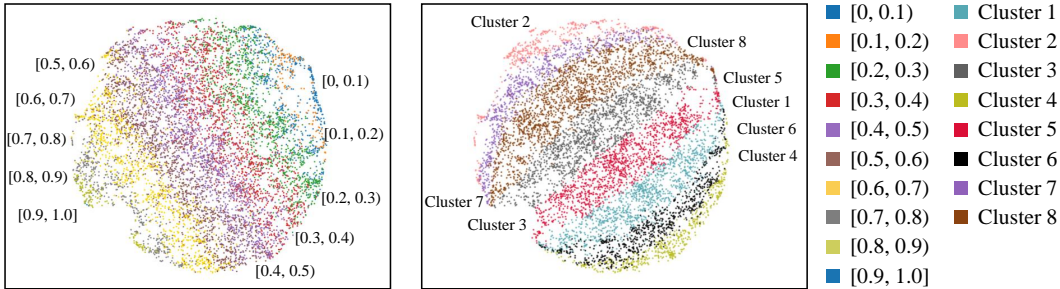 [0.5, 0.6)
[0.6, 0.7)
[0.7, 0.8)
[0.8, 0.9)
[0.9, 1.0]
[0, 0.1)
[0.1, 0.2)
[0.2, 0.3)
[0.3, 0.4)
[0.4, 0.5)
Cluster 2
Cluster 8
Cluster 5
Cluster 1
Cluster 6
Cluster 4
Cluster 7
Cluster 3
[0, 0.1)
[0.1, 0.2)
[0.2, 0.3)
[0.3, 0.4)
[0.4, 0.5)
[0.5, 0.6)
[0.6, 0.7)
[0.7, 0.8)
[0.8, 0.9)
[0.9, 1.0]
Cluster 1
Cluster 2
Cluster 3
Cluster 4
Cluster 5
Cluster 6
Cluster 7
Cluster 8